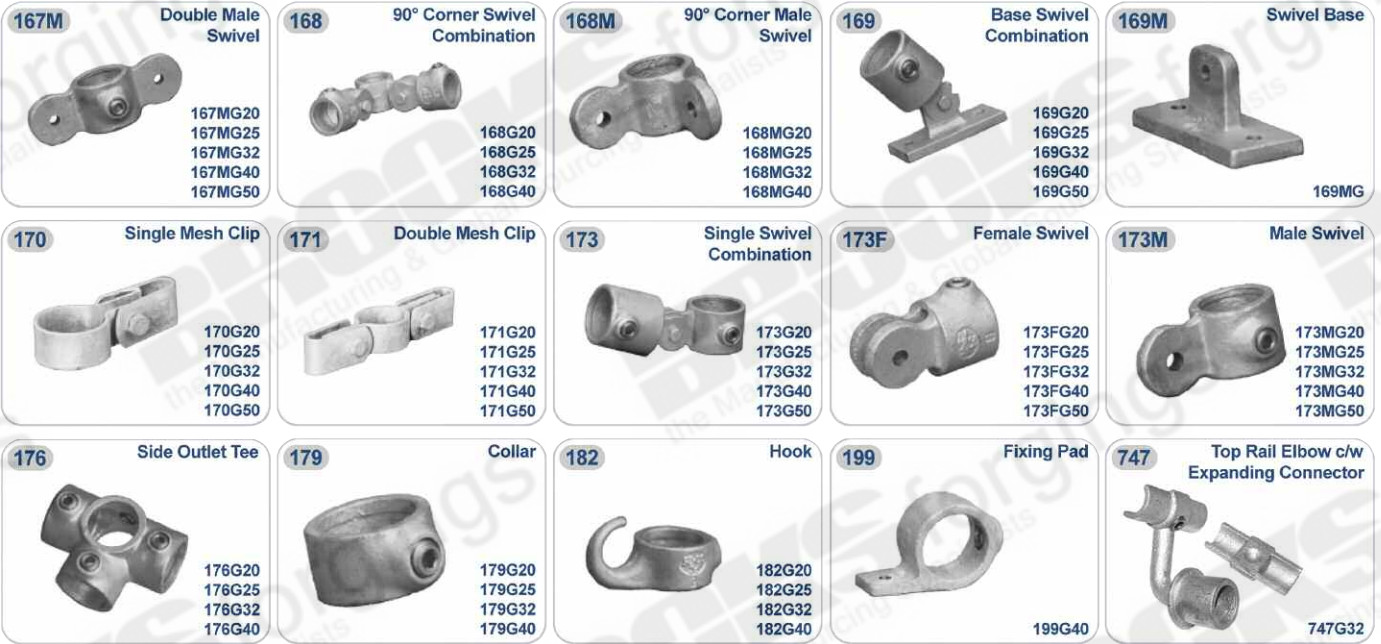 167M
Double Male
Swivel
167MG20
167MG25
167MG32
167MG40
167MG50
168
90° Corner Swivel
Combination
168G20
168G25
168G32
168G40
168M
90° Corner Male
Swivel
168MG20
168MG25
168MG32
168MG40
169
Base Swivel
Combination
169G20
169G25
169G32
169G40
169G50
169M
Swivel Base
169MG
170
Single Mesh Clip
170G20
170G25
170G32
170G40
170G50
171
Double Mesh Clip
171G20
171G25
171G32
171G40
171G50
173
Single Swivel
Combination
173G20
173G25
173G32
173G40
173G50
173F
Female Swivel
173FG20
173FG25
173FG32
173FG40
173FG50
173M
Male Swivel
173MG20
173MG25
173MG32
173MG40
173MG50
176
Side Outlet Tee
176G20
176G25
176G32
176G40
179
Collar
179G20
179G25
179G32
179G40
182
Hook
182G20
182G25
182G32
182G40
199
Fixing Pad
199G40
747
Top Rail Elbow c/w
Expanding Connector
747G32